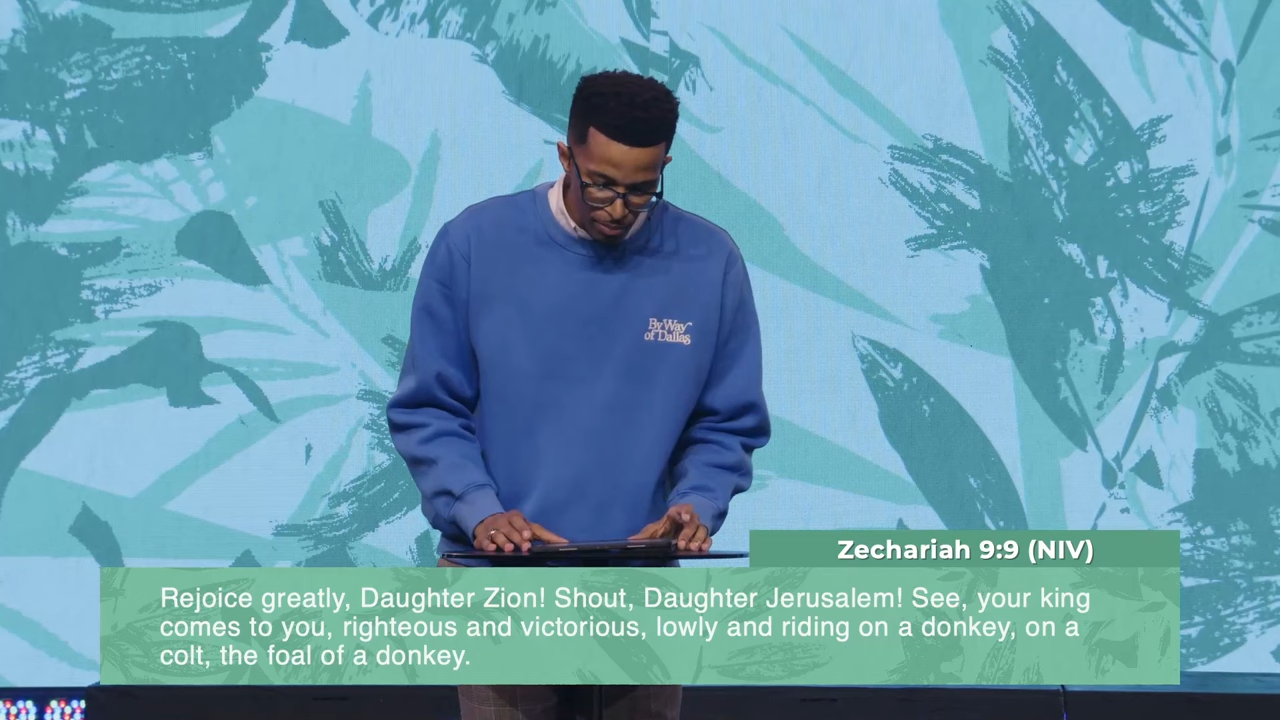 By Way
of Dallas
Zechariah 9:9 (NIV)
Rejoice greatly, Daughter Zion! Shout, Daughter Jerusalem! See, your king
comes to you, righteous and victorious, lowly and riding on a donkey, on a
colt, the foal of a donkey.